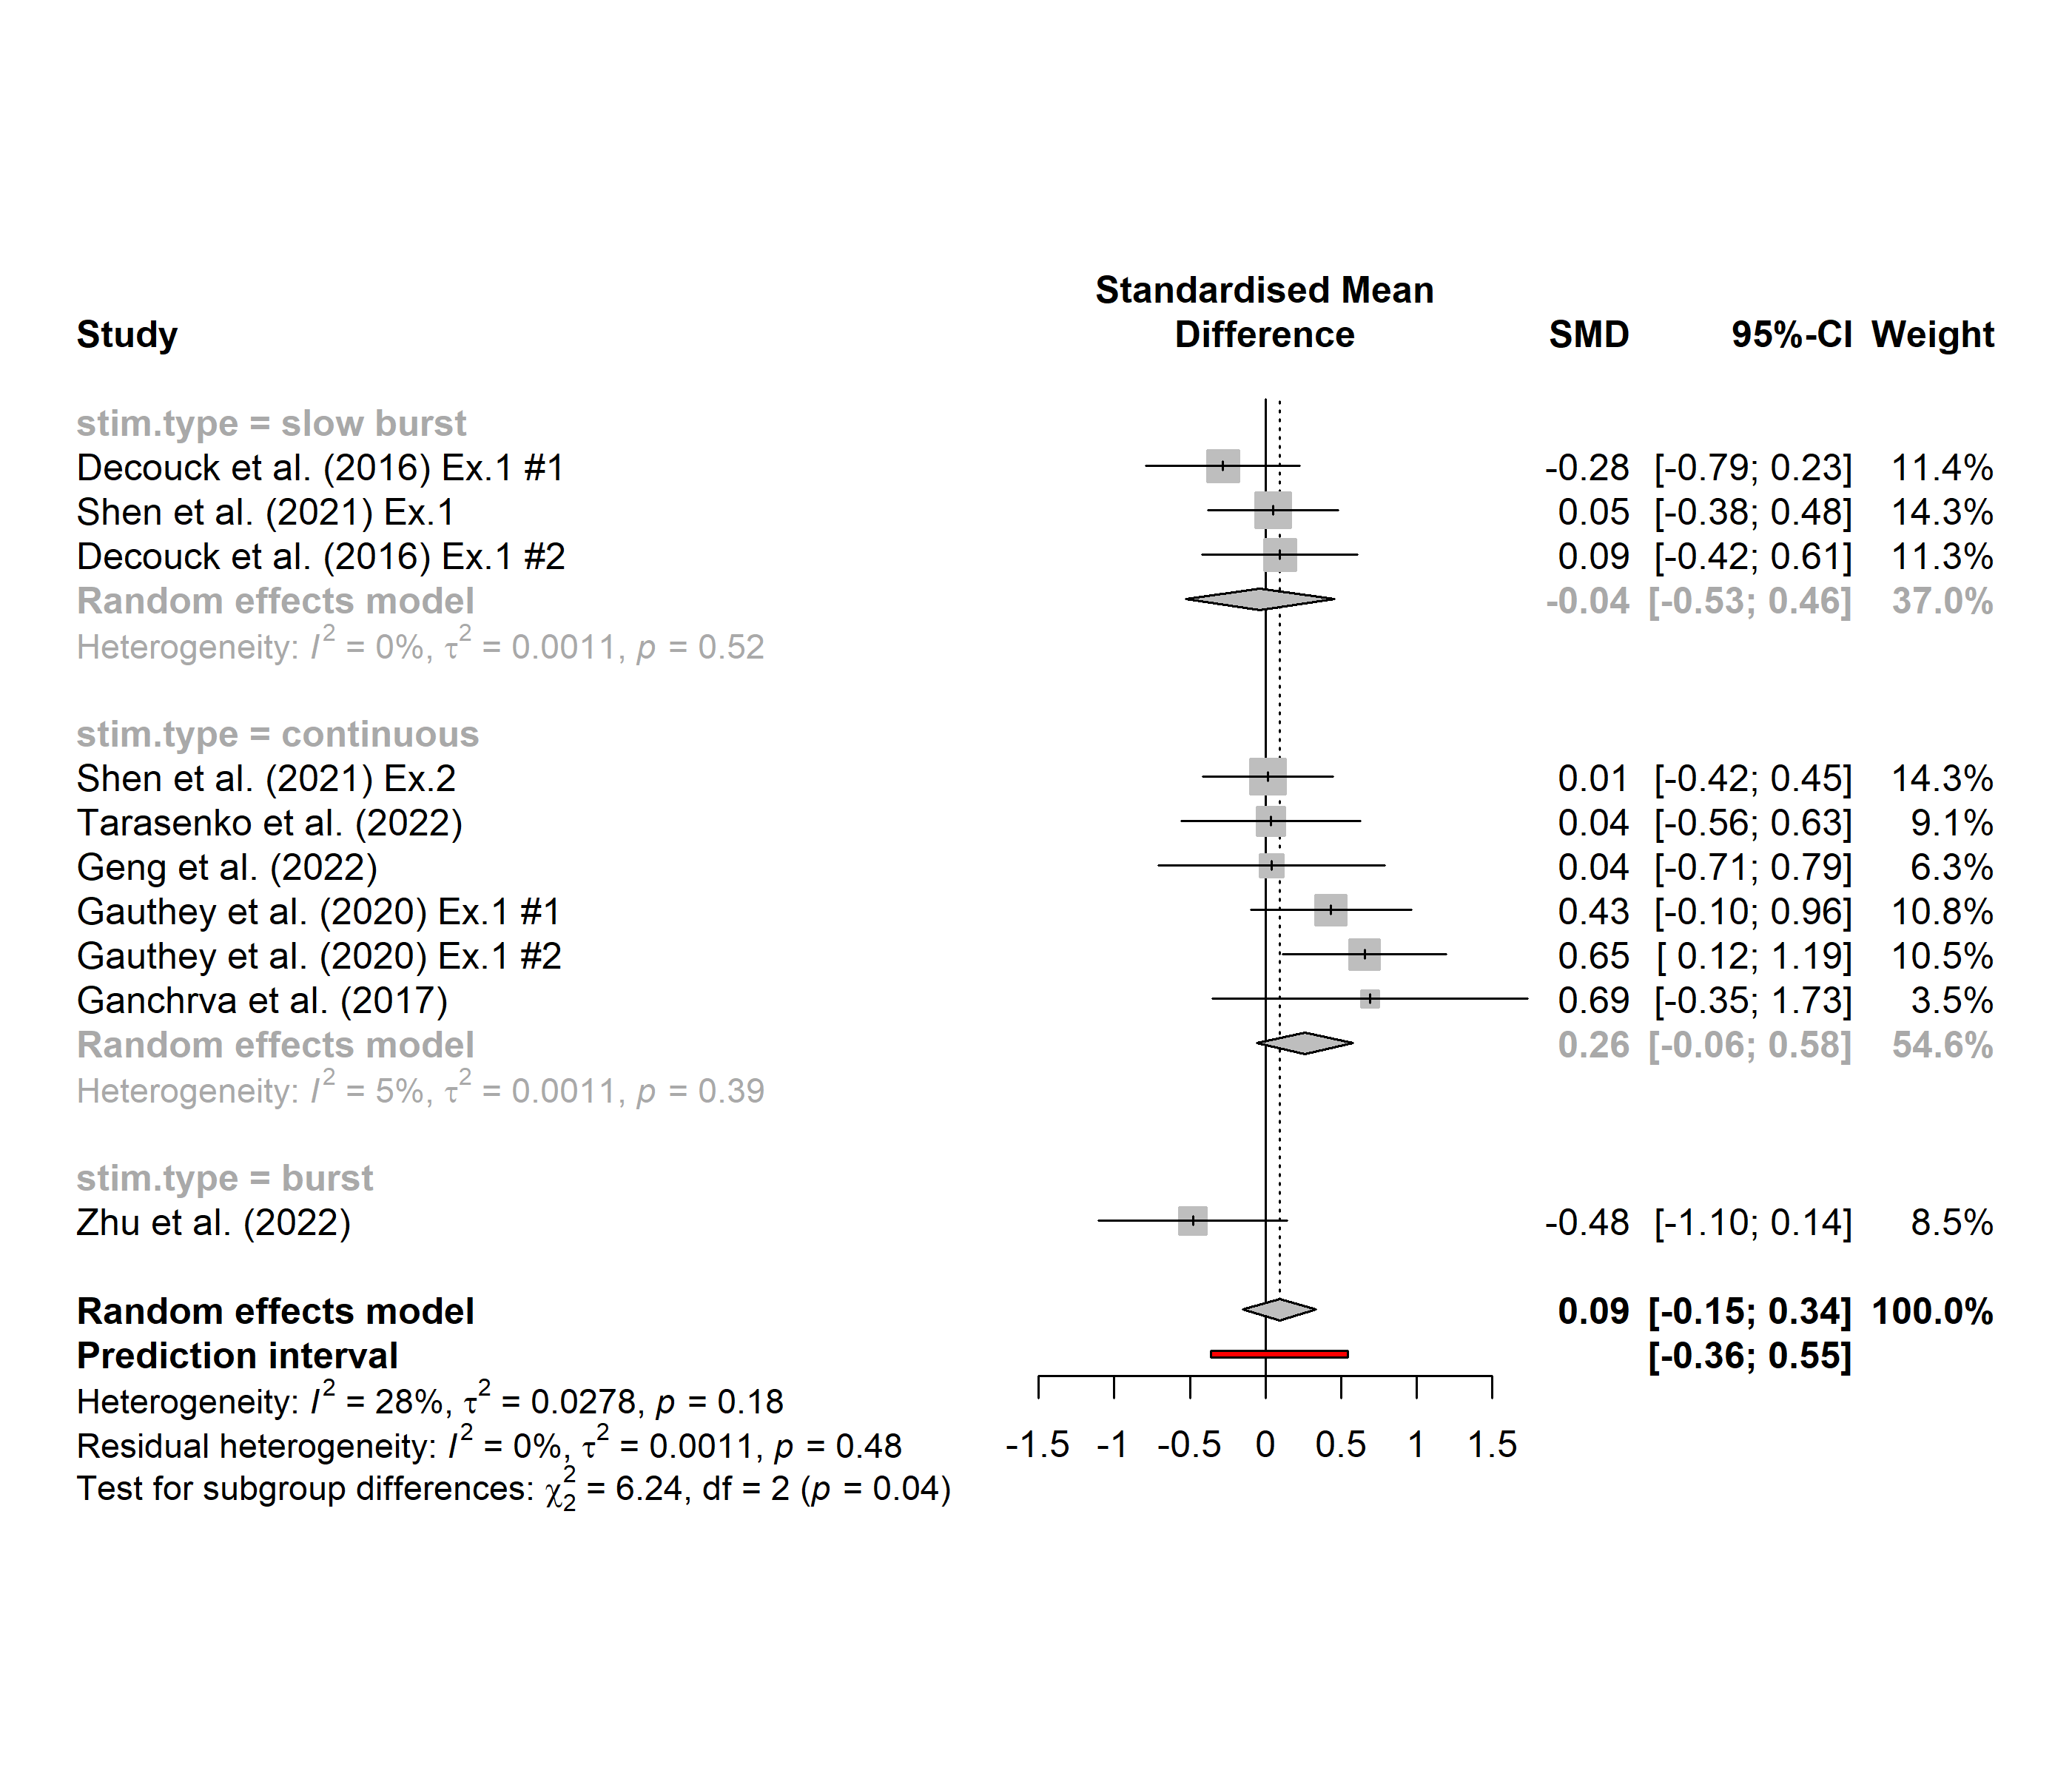 Standardised Mean
Study Difference SMD 95%-CI Weight
stim.type = slow burst
Decouck et al. (2016) Ex.1 #1 -0.28 [-0.79; 0.23] 11.4%
Shen et al. (2021) Ex.1 0.05 [-0.38; 0.48] 14.3%
Decouck et al. (2016) Ex.1 #2 0.09 [-0.42; 0.61] 11.3%
Random effects model -0.04 [-0.53; 0.46] 37.0%
Heterogeneity: I² = 0%, τ² = 0.0011, p = 0.52
stim.type = continuous
Shen et al. (2021) Ex.2 0.01 [-0.42; 0.45] 14.3%
Tarasenko et al. (2022) 0.04 [-0.56; 0.63] 9.1%
Geng et al. (2022) 0.04 [-0.71; 0.79] 6.3%
Gauthey et al. (2020) Ex.1 #1 0.43 [-0.10; 0.96] 10.8%
Gauthey et al. (2020) Ex.1 #2 0.65 [ 0.12; 1.19] 10.5%
Ganchrva et al. (2017) 0.69 [-0.35; 1.73] 3.5%
Random effects model 0.26 [-0.06; 0.58] 54.6%
Heterogeneity: I² = 5%, τ² = 0.0011, p = 0.39
stim.type = burst
Zhu et al. (2022) -0.48 [-1.10; 0.14] 8.5%
Random effects model 0.09 [-0.15; 0.34] 100.0%
Prediction interval [-0.36; 0.55]
Heterogeneity: I² = 28%, τ² = 0.0278, p = 0.18
Residual heterogeneity: I² = 0%, τ² = 0.0011, p = 0.48
-1.5 -1 -0.5 0 0.5 1 1.5
Test for subgroup differences: χ²₂ = 6.24, df = 2 (p = 0.04)